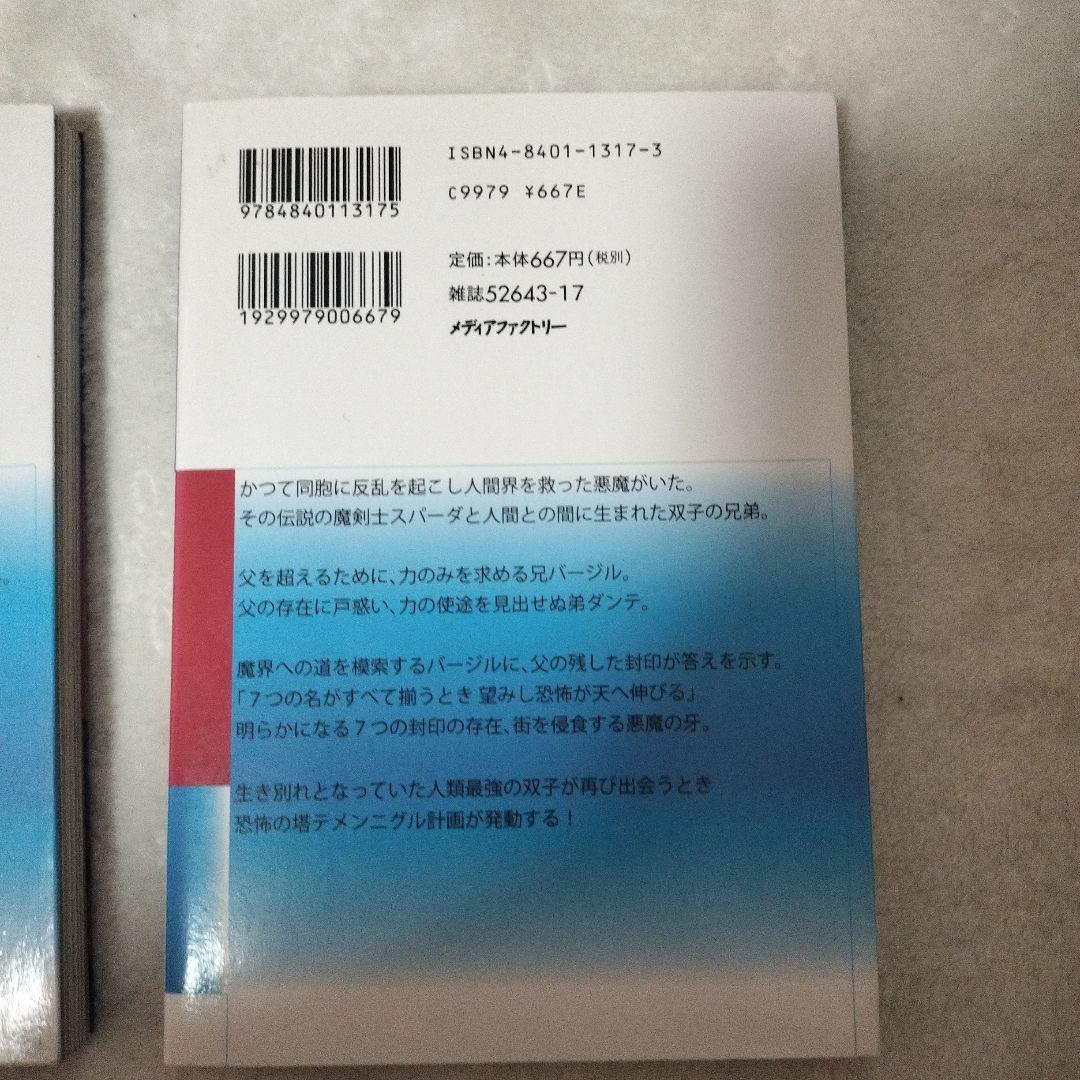 9784840113175
1929979006679
ISBN4-8401-1317-3
C9979 ¥667E
定価:本体667円(税別)
雑誌52643-17
メディアファクトリー
かつて同胞に反乱を起こし人間界を救った悪魔がいた。
その伝説の魔剣士スパーダと人間との間に生まれた双子の兄弟。
父を超えるために、力のみを求める兄バージル。
父の存在に戸惑い、力の使途を見出せぬ弟ダンテ。
魔界への道を模索するバージルに、父の残した封印が答えを示す。
「7つの名がすべて揃うとき 望みし恐怖が天へ伸びる」
明らかになる7つの封印の存在、街を侵食する悪魔の牙。
生き別れとなっていた人類最強の双子が再び出会うとき
恐怖の塔テメンニグル計画が発動する!